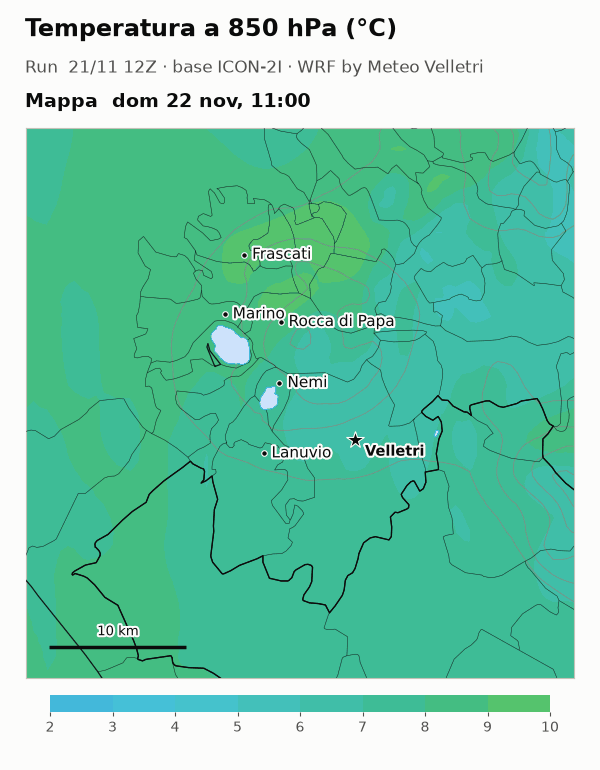 Temperatura a 850 hPa (°C)
Run  21/11 12Z · base ICON-2I · WRF by Meteo Velletri
Mappa  dom 22 nov, 11:00
Frascati
Marino
Rocca di Papa
Nemi
Velletri
Lanuvio
10 km
2 3 4 5 6 7 8 9 10